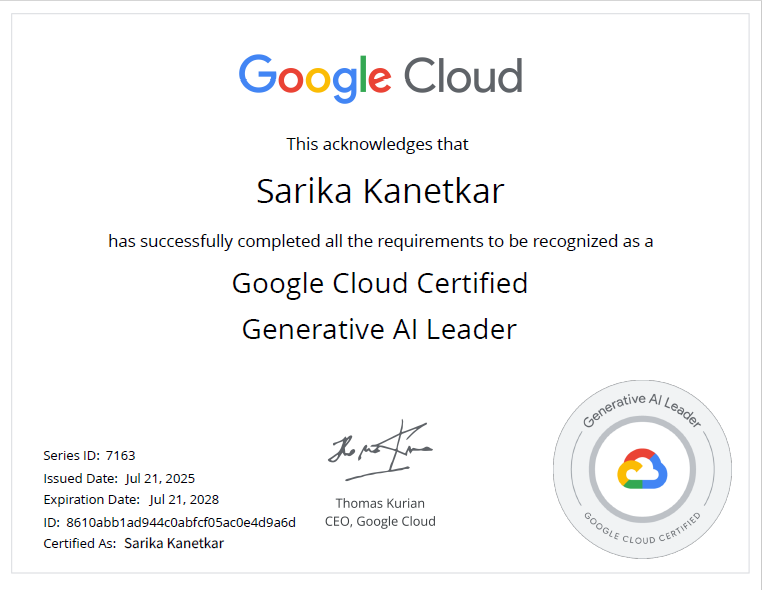 Google Cloud
This acknowledges that
Sarika Kanetkar
has successfully completed all the requirements to be recognized as a
Google Cloud Certified
Generative AI Leader
Series ID: 7163
Issued Date: Jul 21, 2025
Expiration Date: Jul 21, 2028
ID: 8610abb1ad944c0abfcf05ac0e4d9a6d
Certified As: Sarika Kanetkar
Thomas Kurian
CEO, Google Cloud
Generative AI Leader
GOOGLE CLOUD CERTIFIED